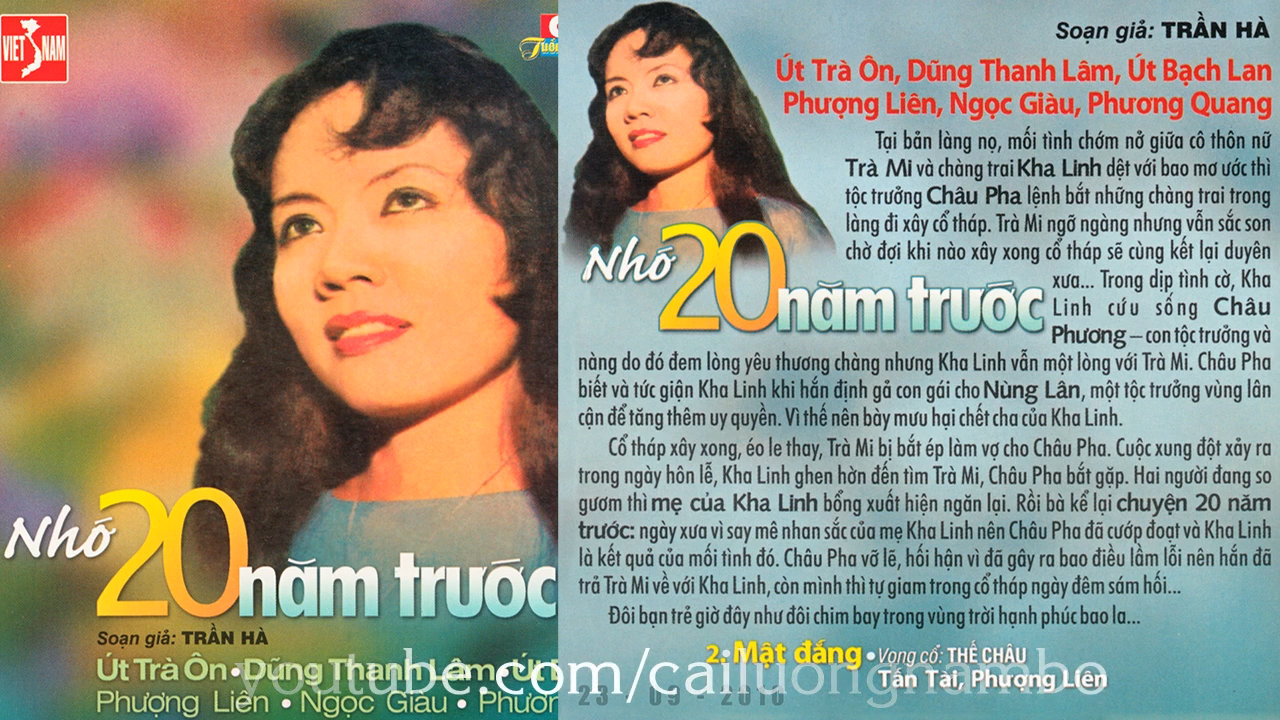 VIET NAM
Nhớ 20 năm trước
Soạn giả: TRẦN HÀ
Út Trà Ôn • Dũng Thanh Lâm • Út
Phượng Liên • Ngọc Giàu • Phươn
Soạn giả: TRẦN HÀ
Út Trà Ôn, Dũng Thanh Lâm, Út Bạch Lan
Phượng Liên, Ngọc Giàu, Phương Quang
Tại bản làng nọ, mối tình chớm nở giữa cô thôn nữ
Trà Mi và chàng trai Kha Linh dệt với bao mơ ước thì
tộc trưởng Châu Pha lệnh bắt những chàng trai trong
làng đi xây cổ tháp. Trà Mi ngỡ ngàng nhưng vẫn sắc son
chờ đợi khi nào xây xong cổ tháp sẽ cùng kết lại duyên
Nhớ 20 năm trước
xưa... Trong dịp tình cờ, Kha
Linh cứu sống Châu
Phương – con tộc trưởng và
nàng do đó đem lòng yêu thương chàng nhưng Kha Linh vẫn một lòng với Trà Mi. Châu Pha
biết và tức giận Kha Linh khi hắn định gả con gái cho Nùng Lân, một tộc trưởng vùng lân
cận để tăng thêm uy quyền. Vì thế nên bày mưu hại chết cha của Kha Linh.
Cổ tháp xây xong, éo le thay, Trà Mi bị bắt ép làm vợ cho Châu Pha. Cuộc xung đột xảy ra
trong ngày hôn lễ, Kha Linh ghen hờn đến tìm Trà Mi, Châu Pha bắt gặp. Hai người đang so
gươm thì mẹ của Kha Linh bổng xuất hiện ngăn lại. Rồi bà kể lại chuyện 20 năm
trước: ngày xưa vì say mê nhan sắc của mẹ Kha Linh nên Châu Pha đã cướp đoạt và Kha Linh
là kết quả của mối tình đó. Châu Pha vỡ lẽ, hối hận vì đã gây ra bao điều lầm lỗi nên hắn đã
trả Trà Mi về với Kha Linh, còn mình thì tự giam trong cổ tháp ngày đêm sám hối...
Đôi bạn trẻ giờ đây như đôi chim bay trong vùng trời hạnh phúc bao la...
2. Mật đắng • Vọng cổ: THẾ CHÂU
Tấn Tài, Phượng Liên
youtube.com/cailuongnambo
23 · 09 - 2016